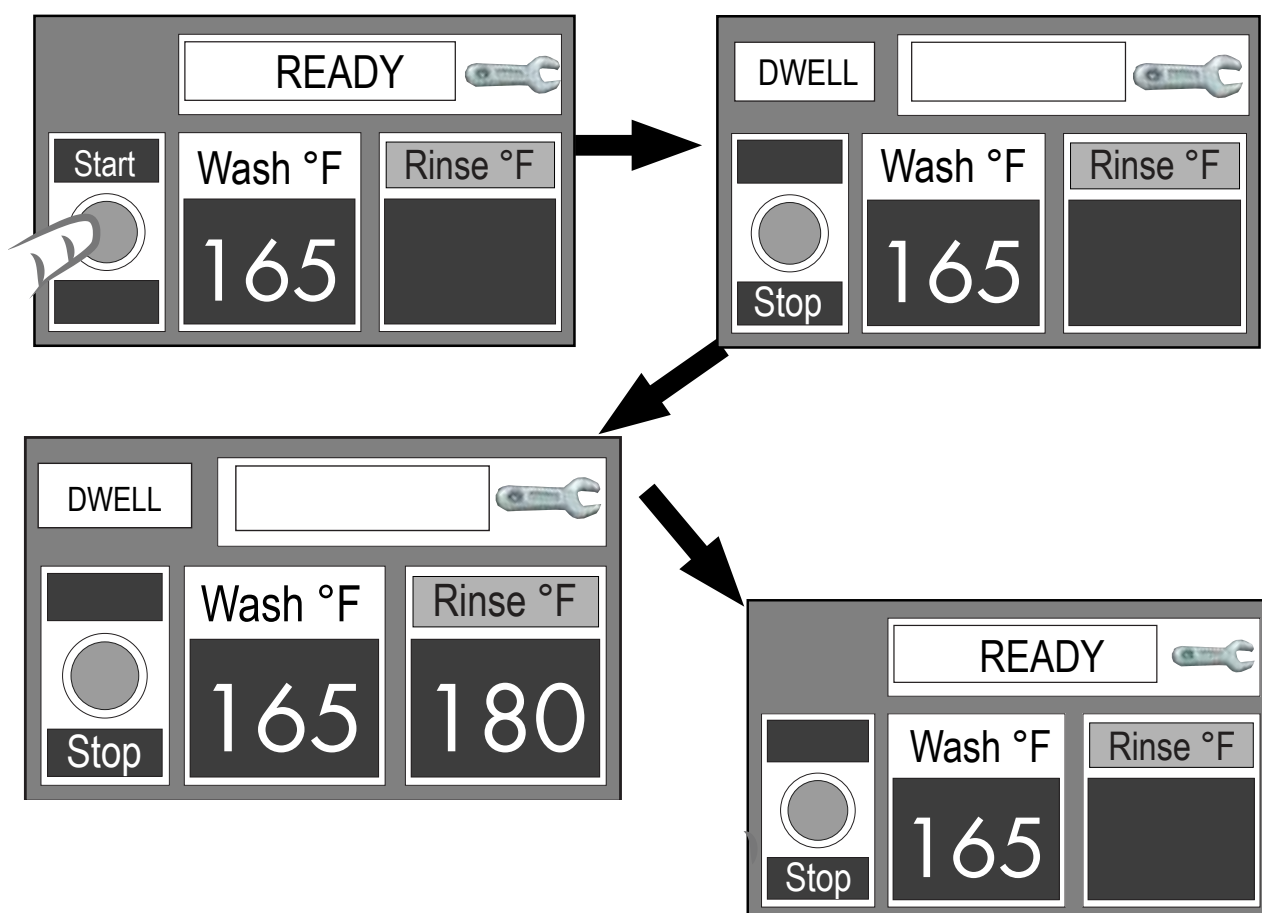 READY
Start
Wash °F
Rinse °F
165
DWELL
Wash °F
Rinse °F
165
Stop
DWELL
Wash °F
Rinse °F
165
180
Stop
READY
Wash °F
Rinse °F
165
Stop